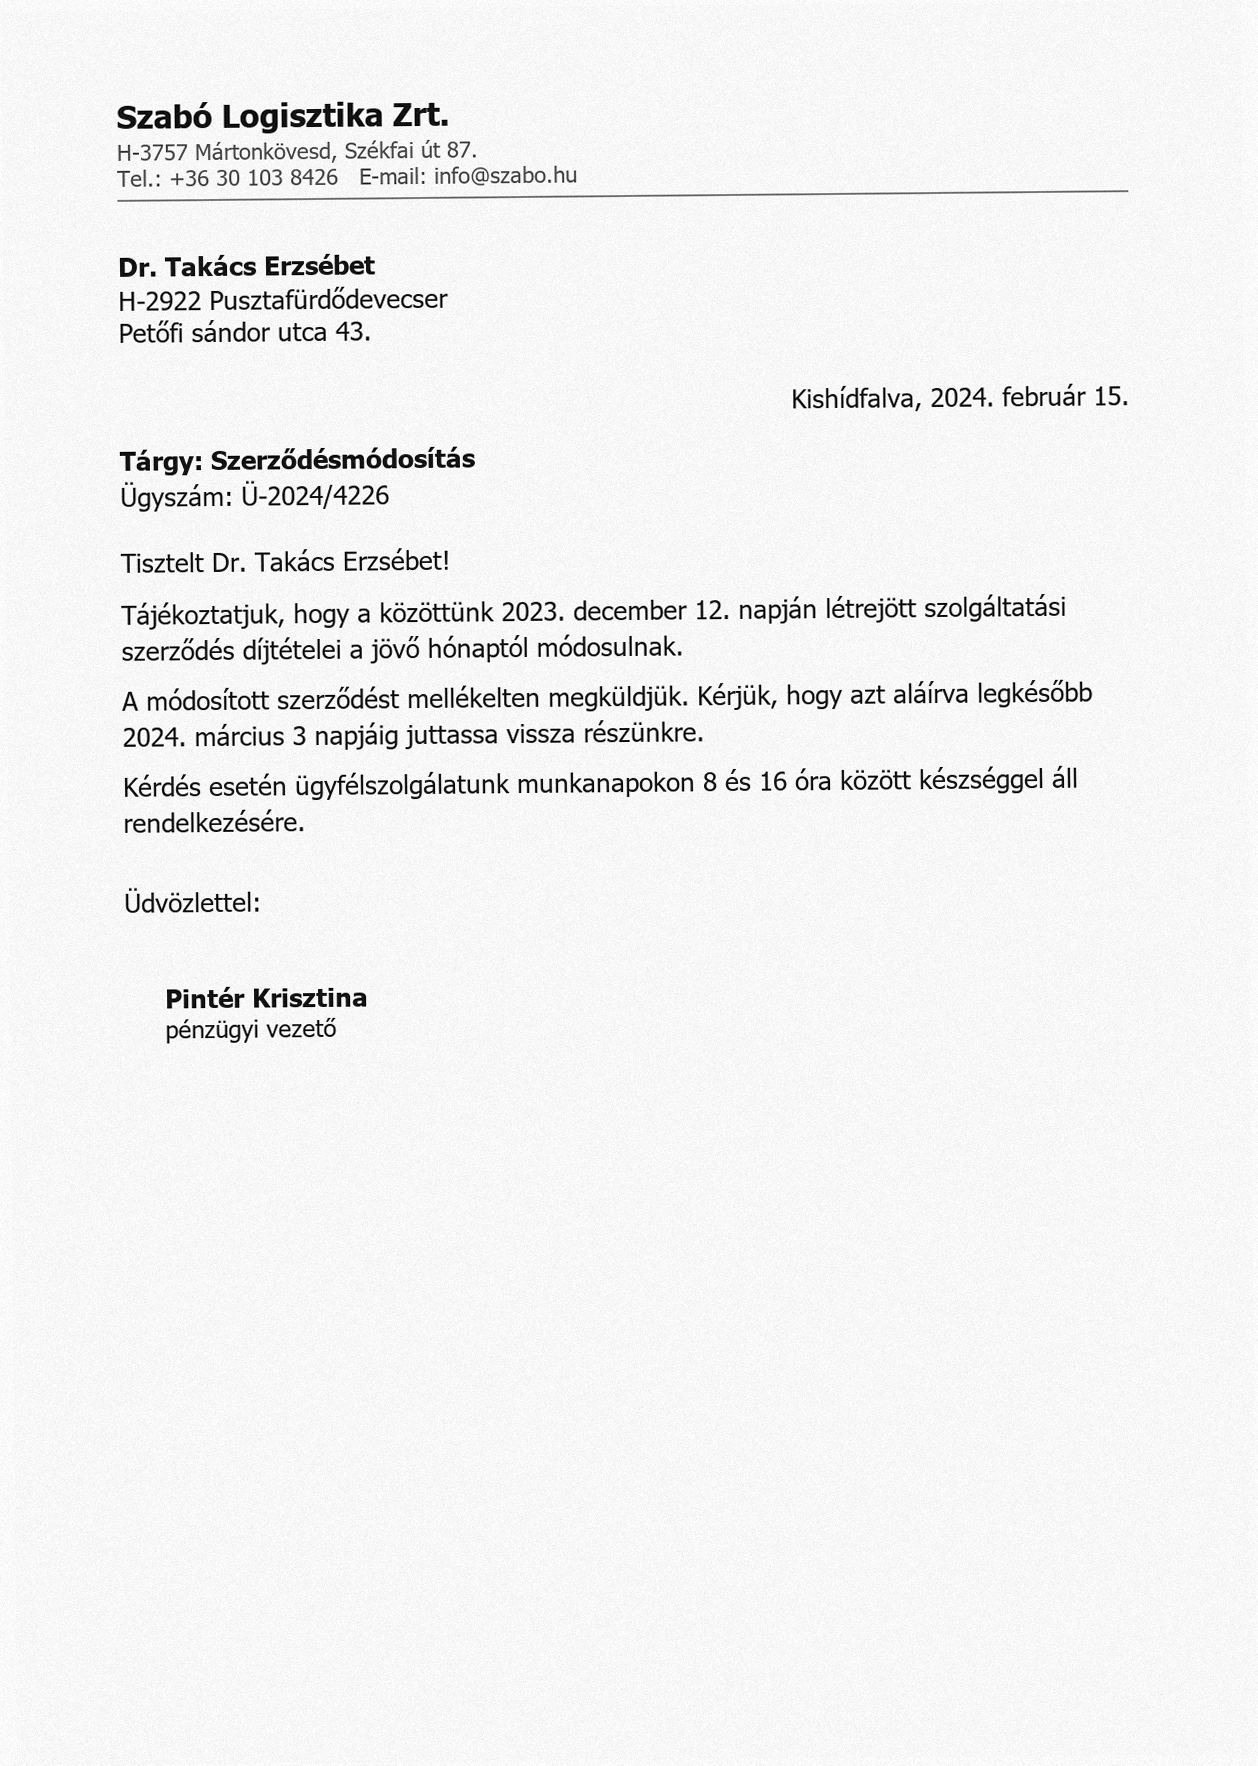 Szabó Logisztika Zrt.
H-3757 Mártonkövesd, Székfai út 87.
Tel.: +36 30 103 8426   E-mail: info@szabo.hu
Dr. Takács Erzsébet
H-2922 Pusztafürdődevecser
Petőfi sándor utca 43.
Kishídfalva, 2024. február 15.
Tárgy: Szerződésmódosítás
Ügyszám: Ü-2024/4226
Tisztelt Dr. Takács Erzsébet!
Tájékoztatjuk, hogy a közöttünk 2023. december 12. napján létrejött szolgáltatási
szerződés díjtételei a jövő hónaptól módosulnak.
A módosított szerződést mellékelten megküldjük. Kérjük, hogy azt aláírva legkésőbb
2024. március 3 napjáig juttassa vissza részünkre.
Kérdés esetén ügyfélszolgálatunk munkanapokon 8 és 16 óra között készséggel áll
rendelkezésére.
Üdvözlettel:
Pintér Krisztina
pénzügyi vezető